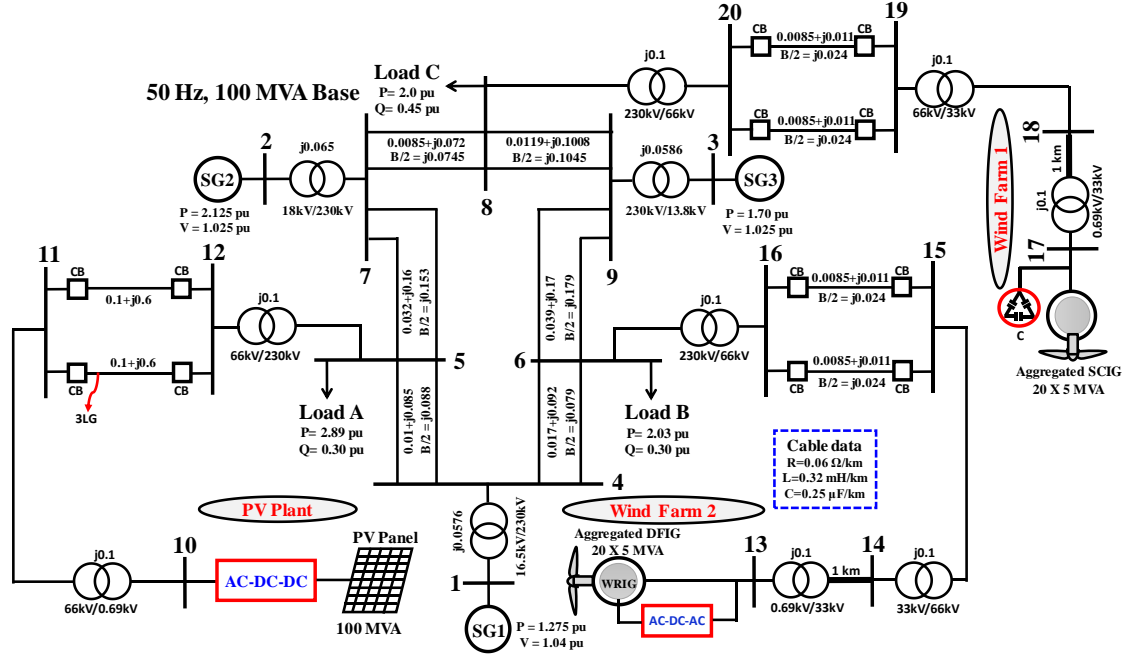 20
19
CB
0.0085+j0.011
CB
B/2 = j0.024
j0.1
230kV/66kV
j0.1
66kV/33kV
CB
0.0085+j0.011
CB
B/2 = j0.024
Load C
P= 2.0 pu
Q= 0.45 pu
50 Hz, 100 MVA Base
18
1 km
j0.1
0.69kV/33kV
17
Wind Farm 1
C
Aggregated SCIG
20 X 5 MVA
2
j0.065
SG2
P = 2.125 pu
V = 1.025 pu
18kV/230kV
0.0085+j0.072
B/2= j0.0745
0.0119+j0.1008
B/2= j0.1045
8
j0.0586
3
SG3
230kV/13.8kV
P = 1.70 pu
V = 1.025 pu
7
9
11
12
CB
CB
0.1+j0.6
0.1+j0.6
CB
CB
3LG
j0.1
66kV/230kV
0.032+j0.16
B/2 = j0.153
0.039+j0.17
B/2 = j0.179
16
15
j0.1
230kV/66kV
CB
0.0085+j0.011
CB
B/2 = j0.024
CB
0.0085+j0.011
CB
B/2 = j0.024
5
6
Load A
P= 2.89 pu
Q= 0.30 pu
0.01+j0.085
B/2 = j0.088
0.017+j0.092
B/2 = j0.079
Load B
P= 2.03 pu
Q= 0.30 pu
Cable data
R=0.06 Ω/km
L=0.32 mH/km
C=0.25 µF/km
4
PV Plant
Wind Farm 2
j0.0576
16.5kV/230kV
10
j0.1
66kV/0.69kV
AC-DC-DC
PV Panel
100 MVA
1
SG1
P = 1.275 pu
V = 1.04 pu
Aggregated DFIG
20 X 5 MVA
WRIG
AC-DC-AC
13
j0.1
0.69kV/33kV
1 km
14
j0.1
33kV/66kV